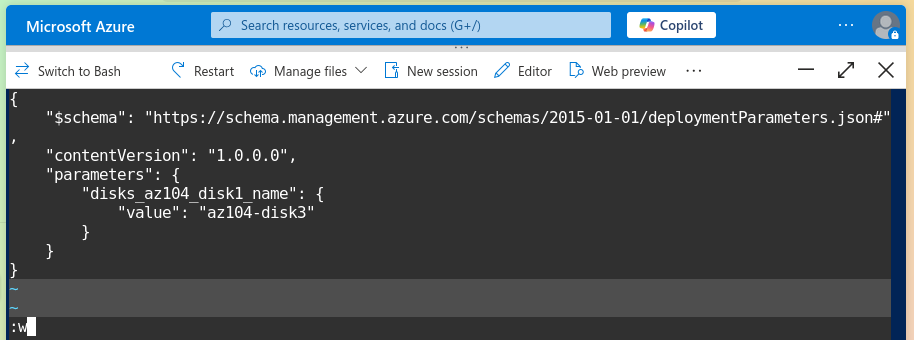 Microsoft Azure
Search resources, services, and docs (G+/)
Copilot
...
Switch to Bash
Restart
Manage files
New session
Editor
Web preview
...
{
    "$schema": "https://schema.management.azure.com/schemas/2015-01-01/deploymentParameters.json#"
,
    "contentVersion": "1.0.0.0",
    "parameters": {
        "disks_az104_disk1_name": {
            "value": "az104-disk3"
        }
    }
}
~
~
:w